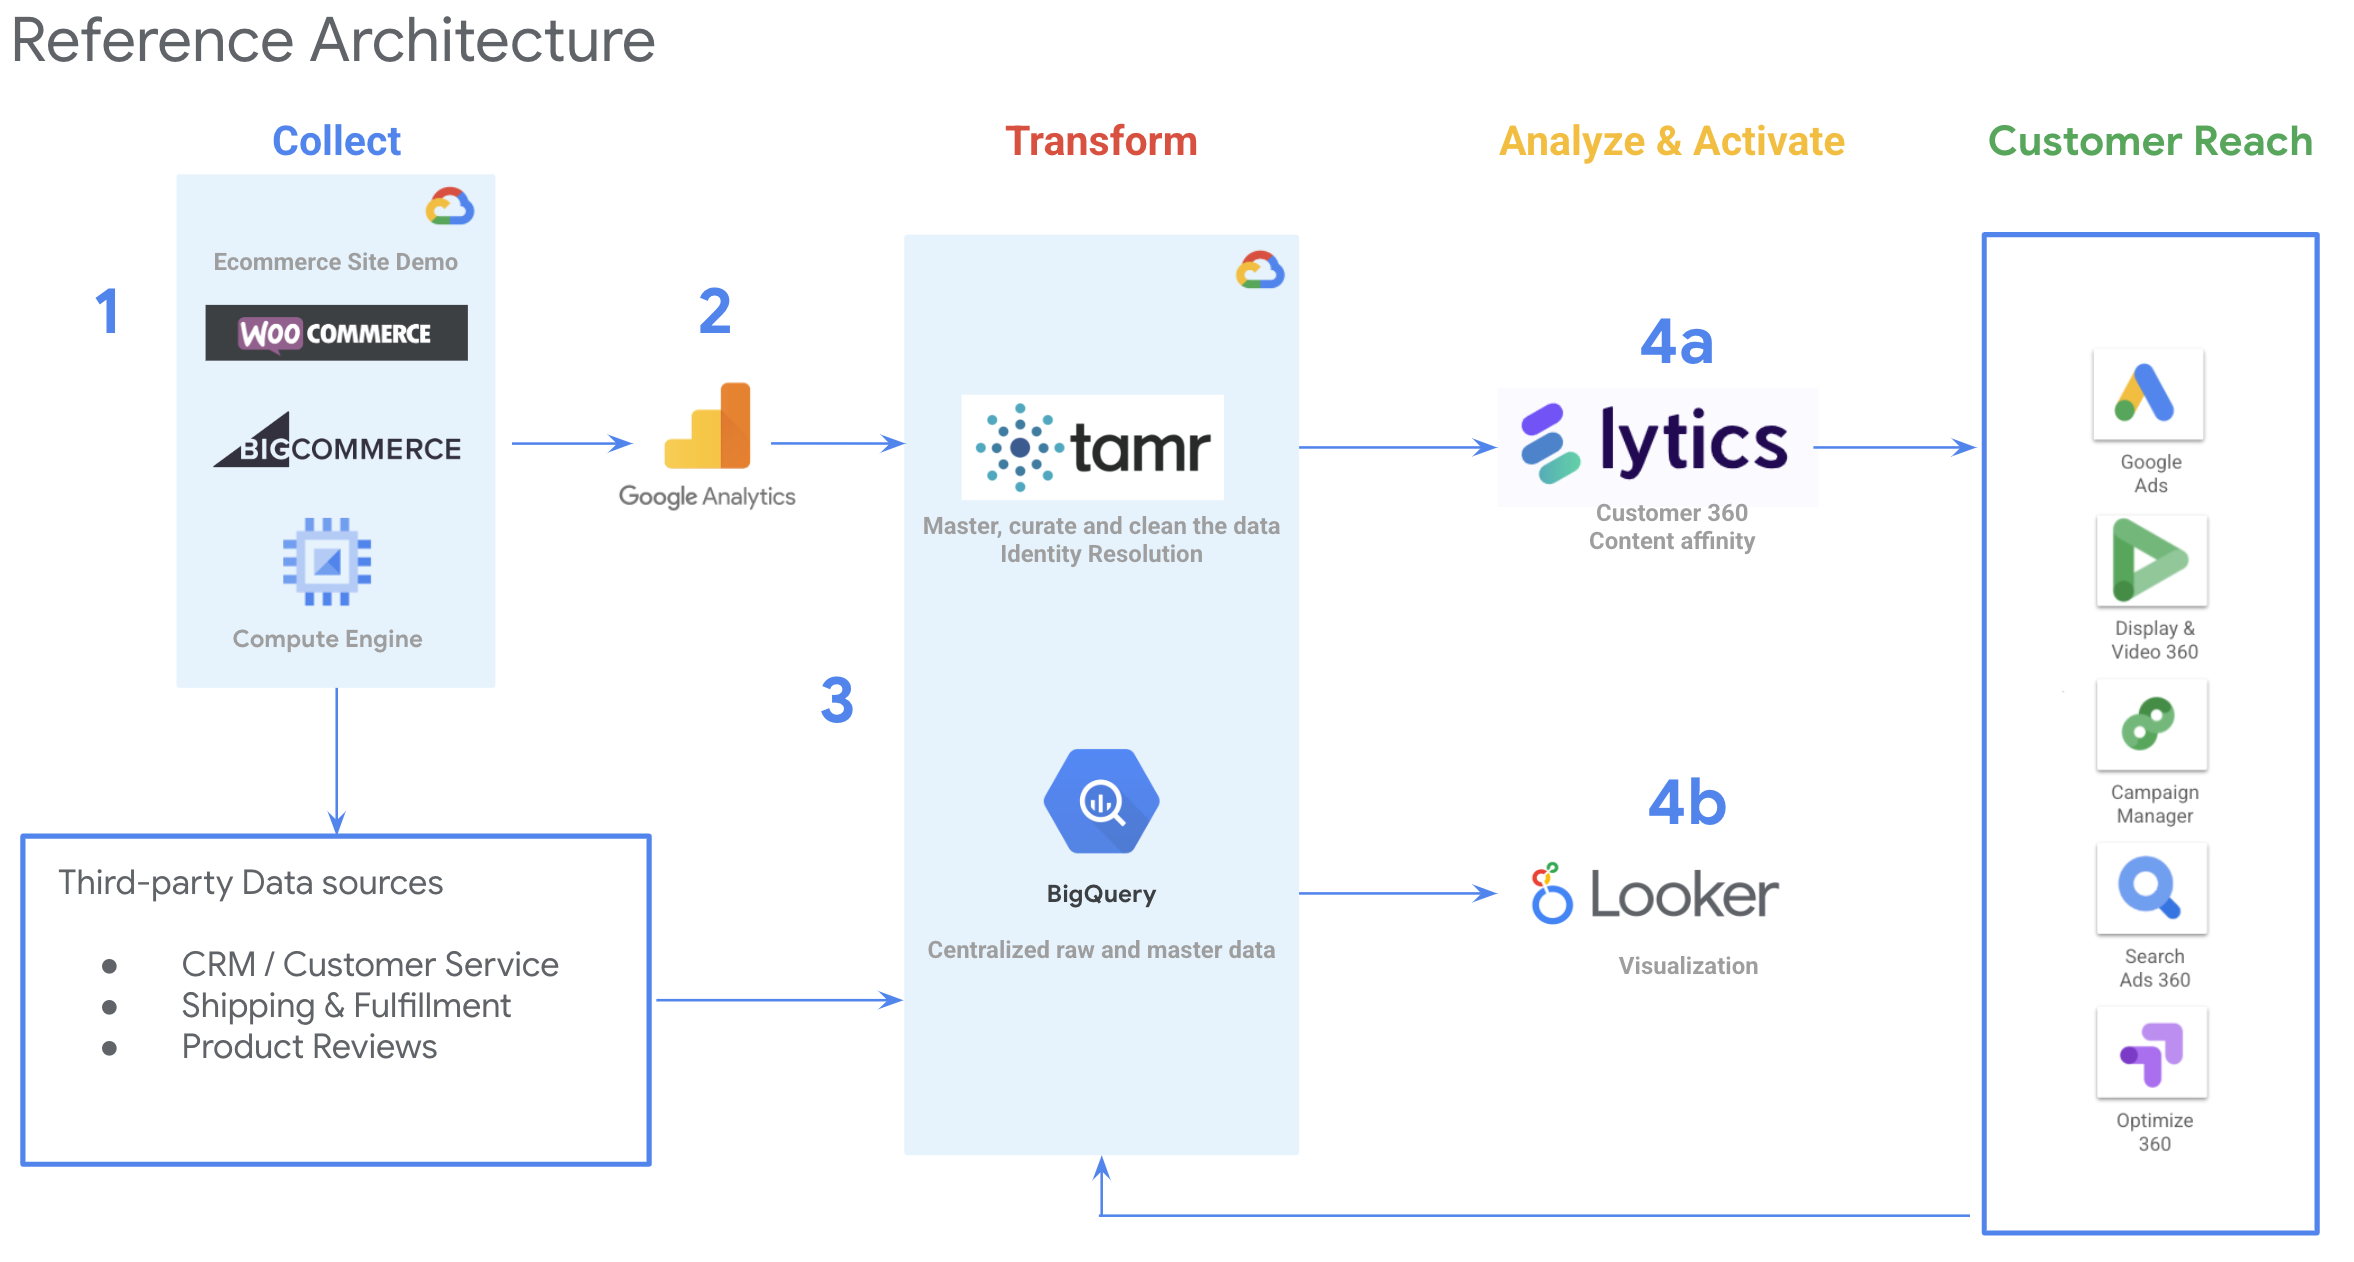 Reference Architecture
Collect
Transform
Analyze & Activate
Customer Reach
1
Ecommerce Site Demo
WOO COMMERCE
BIGCOMMERCE
Compute Engine
2
Google Analytics
Third-party Data sources
● CRM / Customer Service
● Shipping & Fulfillment
● Product Reviews
3
tamr
Master, curate and clean the data
Identity Resolution
BigQuery
Centralized raw and master data
4a
lytics
Customer 360
Content affinity
4b
Looker
Visualization
Google
Ads
Display &
Video 360
Campaign
Manager
Search
Ads 360
Optimize
360